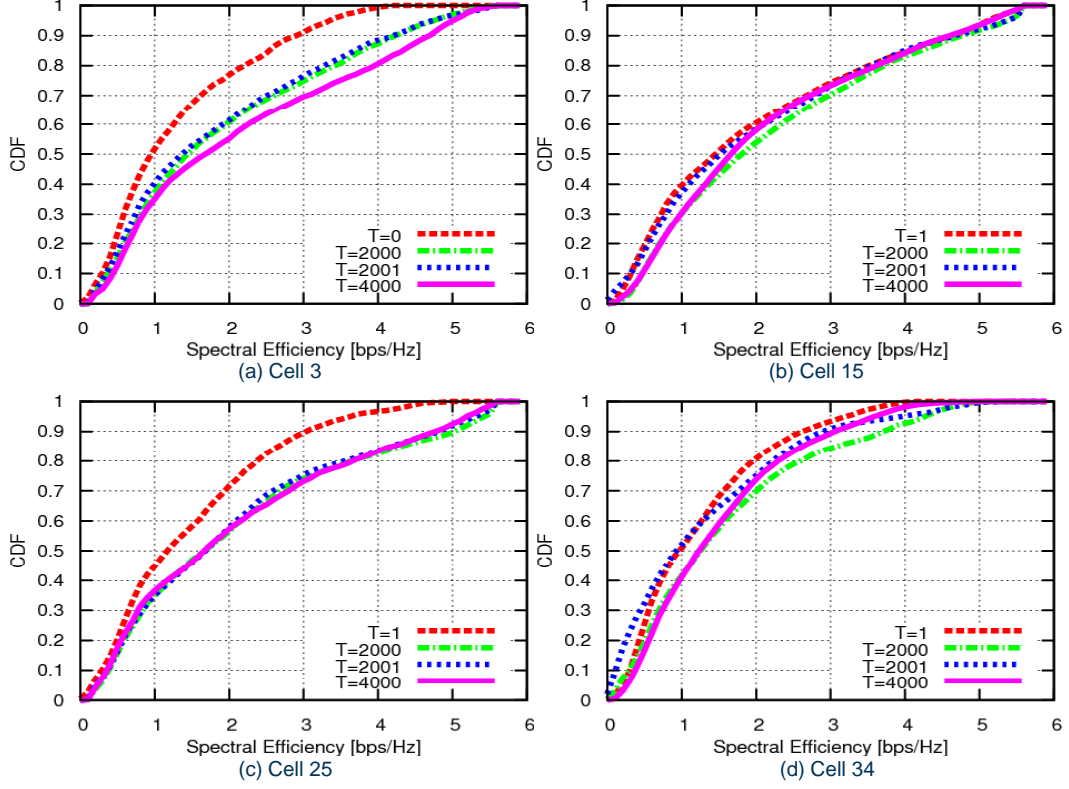 1
0.9
0.8
0.7
0.6
0.5
0.4
0.3
0.2
0.1
0
CDF
T=0
T=2000
T=2001
T=4000
0 1 2 3 4 5 6
Spectral Efficiency [bps/Hz]
(a) Cell 3
1
0.9
0.8
0.7
0.6
0.5
0.4
0.3
0.2
0.1
0
CDF
T=1
T=2000
T=2001
T=4000
0 1 2 3 4 5 6
Spectral Efficiency [bps/Hz]
(b) Cell 15
1
0.9
0.8
0.7
0.6
0.5
0.4
0.3
0.2
0.1
0
CDF
T=1
T=2000
T=2001
T=4000
0 1 2 3 4 5 6
Spectral Efficiency [bps/Hz]
(c) Cell 25
1
0.9
0.8
0.7
0.6
0.5
0.4
0.3
0.2
0.1
0
CDF
T=1
T=2000
T=2001
T=4000
0 1 2 3 4 5 6
Spectral Efficiency [bps/Hz]
(d) Cell 34